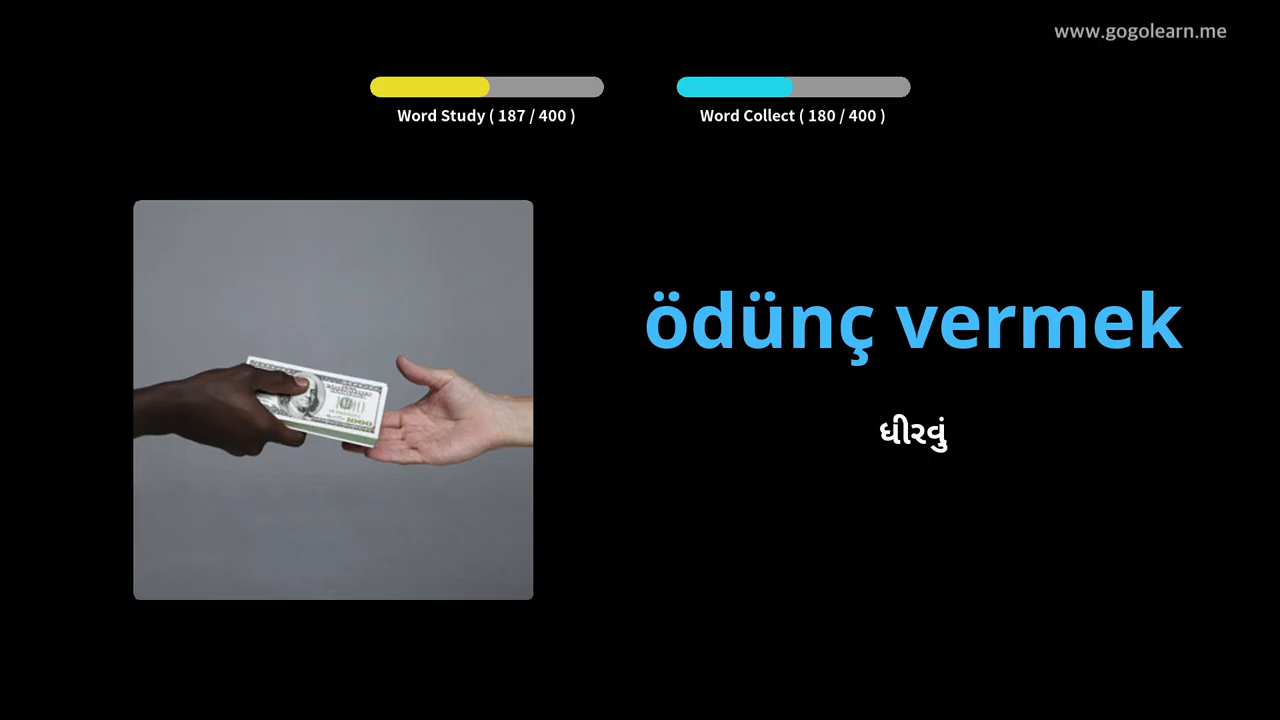 www.gogolearn.me
Word Study ( 187 / 400 )
Word Collect ( 180 / 400 )
ödünç vermek
ધીરવું